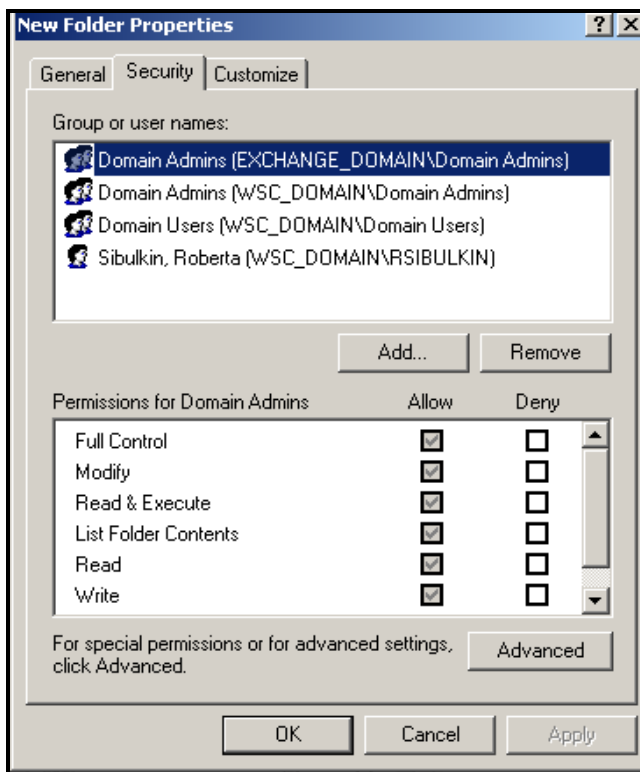 New Folder Properties
General Security Customize
Group or user names:
Domain Admins (EXCHANGE_DOMAIN\Domain Admins)
Domain Admins (WSC_DOMAIN\Domain Admins)
Domain Users (WSC_DOMAIN\Domain Users)
Sibulkin, Roberta (WSC_DOMAIN\RSIBULKIN)
Add... Remove
Permissions for Domain Admins Allow Deny
Full Control
Modify
Read & Execute
List Folder Contents
Read
Write
For special permissions or for advanced settings,
click Advanced.
Advanced
OK Cancel Apply